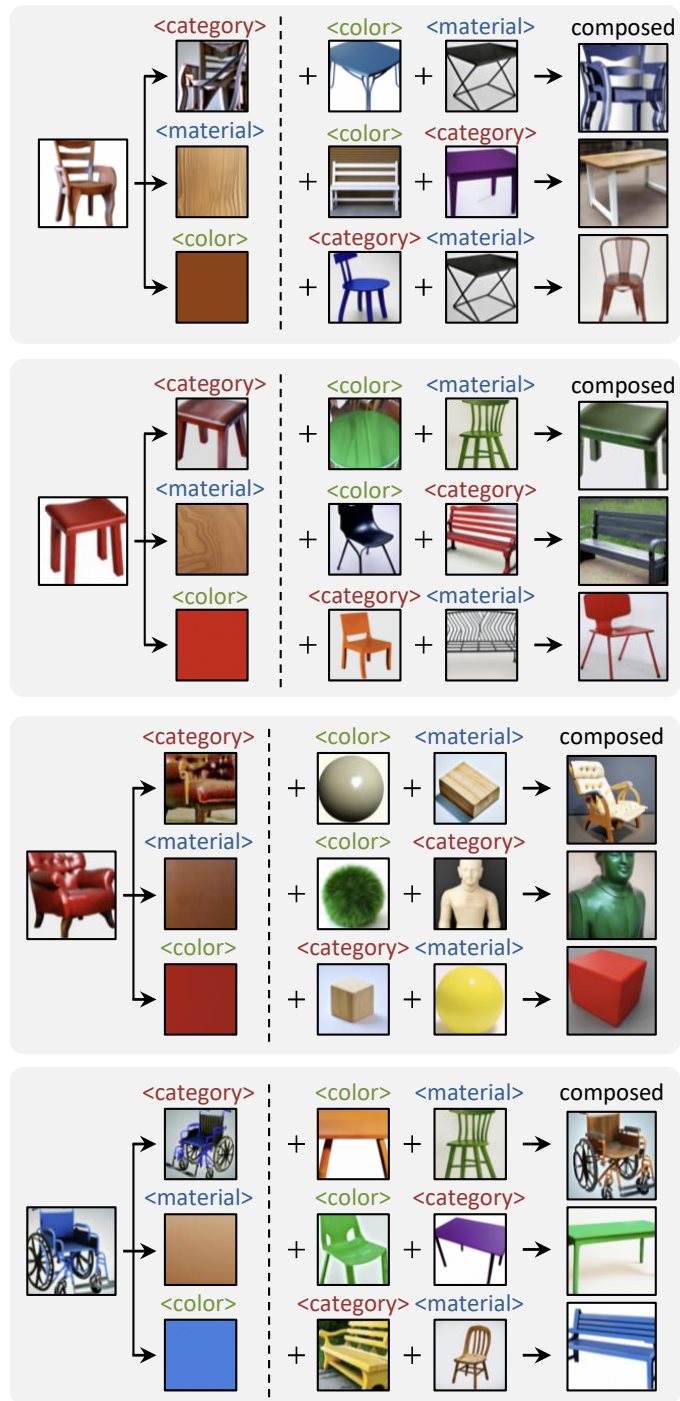 <category> <color> <material> composed
+ + →
<material> <color> <category>
+ + →
<color> <category> <material>
+ + →
<category> <color> <material> composed
+ + →
<material> <color> <category>
+ + →
<color> <category> <material>
+ + →
<category> <color> <material> composed
+ + →
<material> <color> <category>
+ + →
<color> <category> <material>
+ + →
<category> <color> <material> composed
+ + →
<material> <color> <category>
+ + →
<color> <category> <material>
+ + →